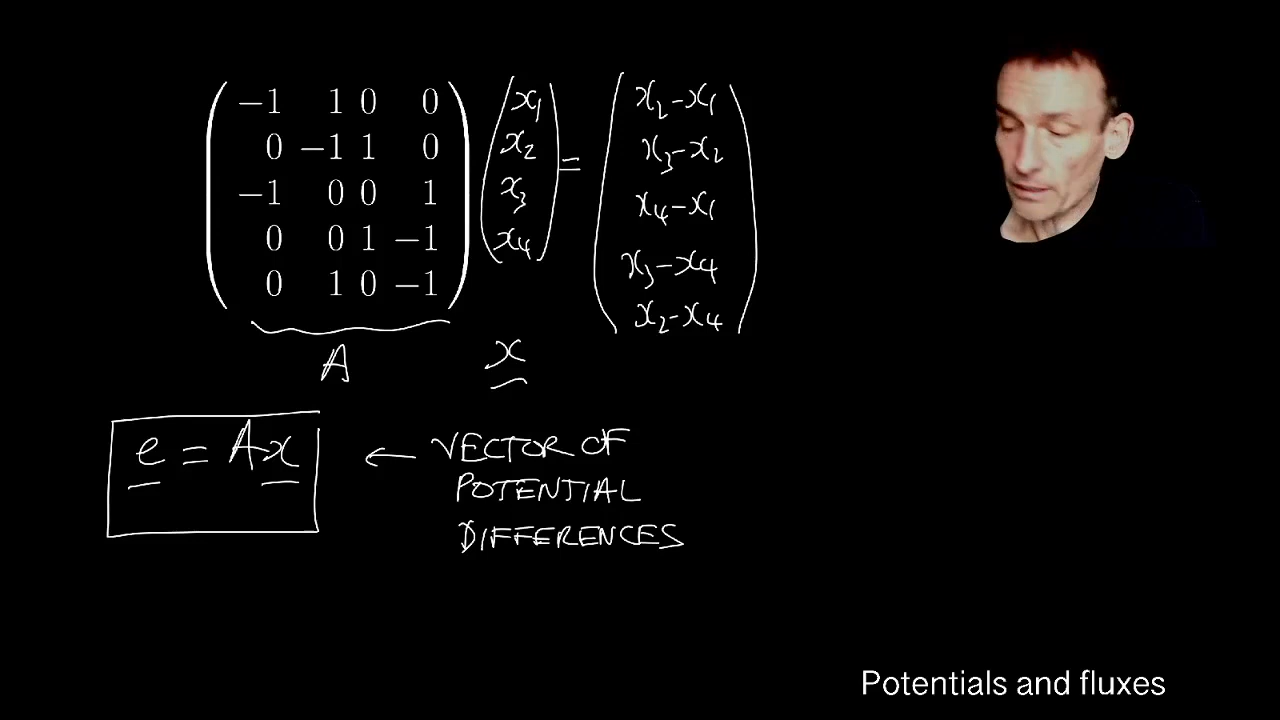 −1 1 0 0 x₁ x₂−x₁
0 −1 1 0 x₂ = x₃−x₂
−1 0 0 1 x₃ x₄−x₁
0 0 1 −1 x₄ x₃−x₄
0 1 0 −1 x₂−x₄
A x
e = Ax ← VECTOR OF
POTENTIAL
DIFFERENCES
Potentials and fluxes